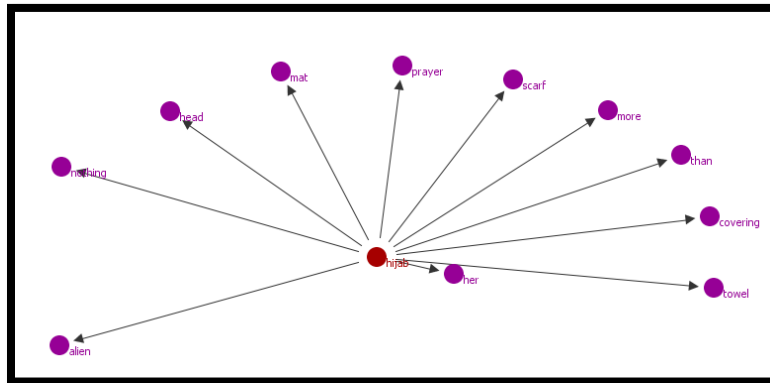 prayer
mat
scarf
head
more
than
nothing
covering
hijab
her
towel
alien